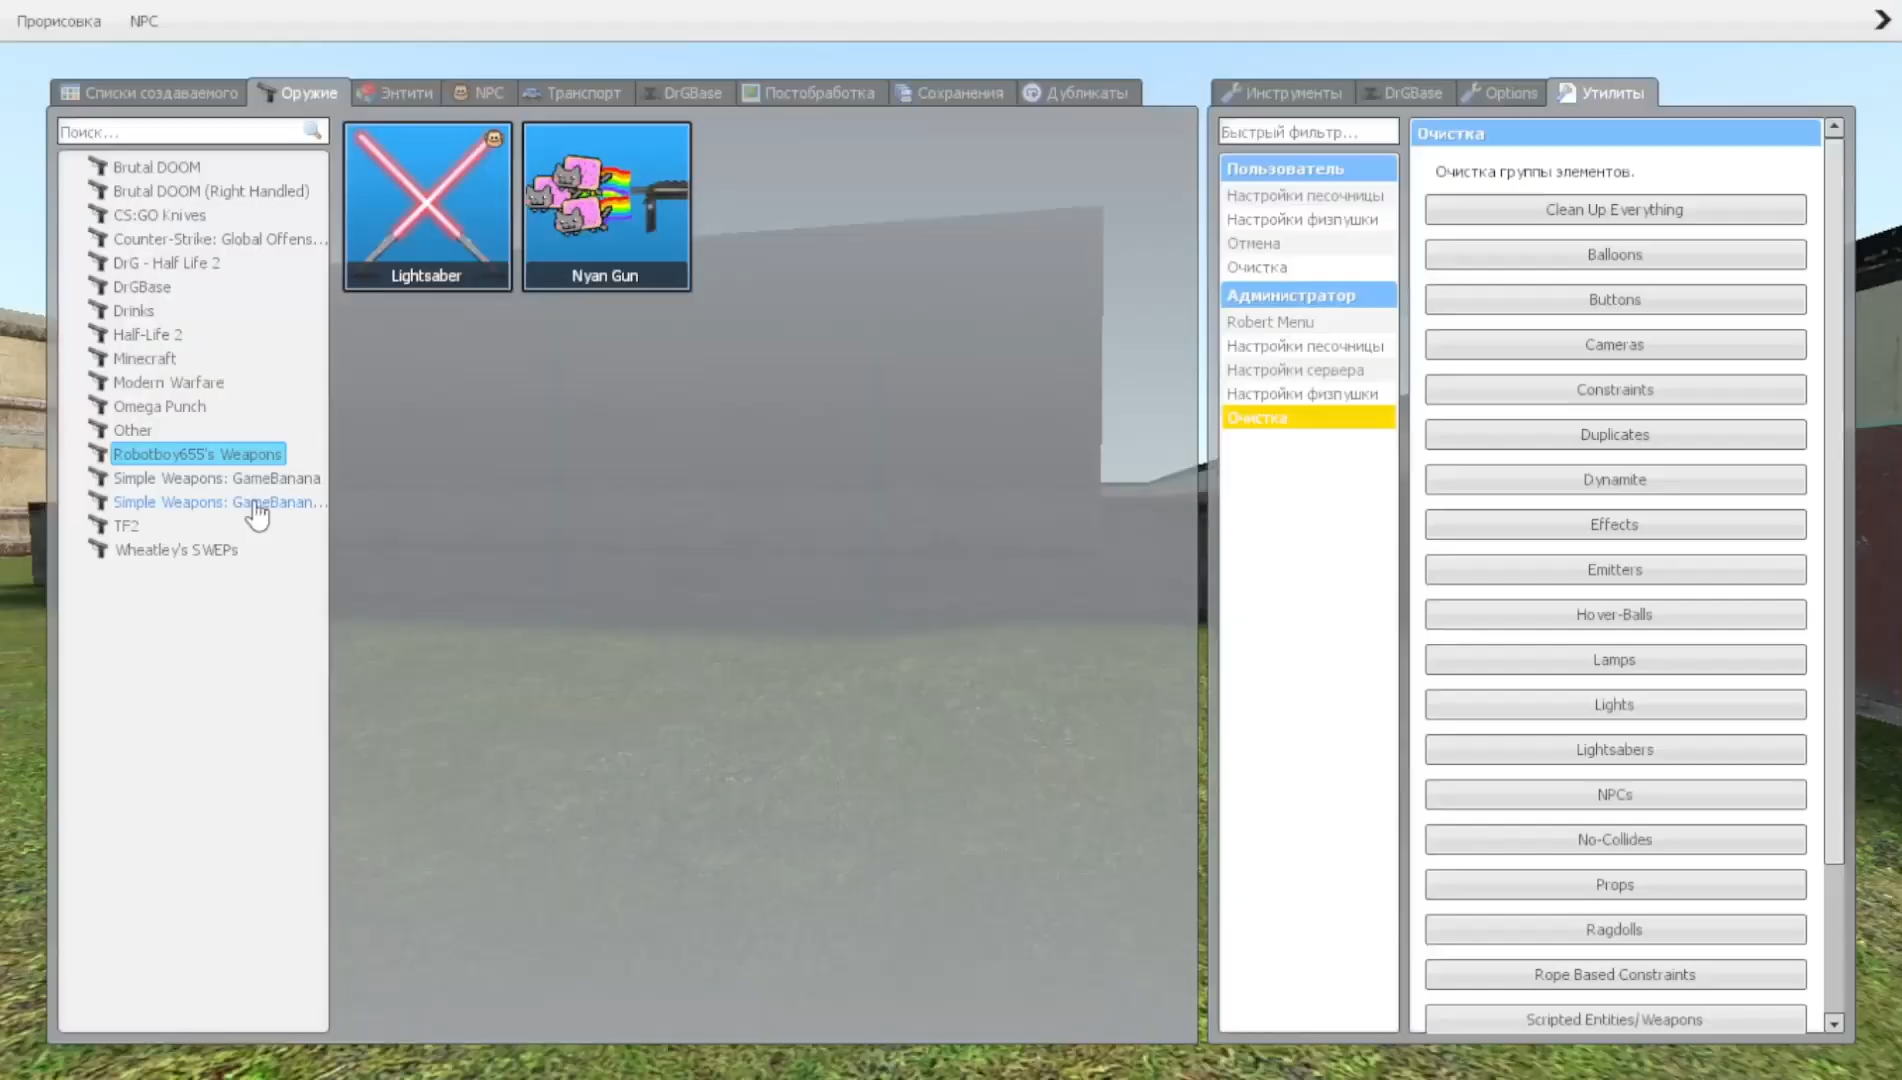 Прорисовка NPC
Списки создаваемого Оружие Энтити NPC Транспорт DrGBase Постобработка Сохранения Дубликаты
Инструменты DrGBase Options Утилиты
Поиск...
Brutal DOOM
Brutal DOOM (Right Handled)
CS:GO Knives
Counter-Strike: Global Offens...
DrG - Half Life 2
DrGBase
Drinks
Half-Life 2
Minecraft
Modern Warfare
Omega Punch
Other
Robotboy655's Weapons
Simple Weapons: GameBanana
Simple Weapons: GameBanan...
TF2
Wheatley's SWEPs
Lightsaber
Nyan Gun
Быстрый фильтр...
Пользователь
Настройки песочницы
Настройки физпушки
Отмена
Очистка
Администратор
Robert Menu
Настройки песочницы
Настройки сервера
Настройки физпушки
Очистка
Очистка
Очистка группы элементов.
Clean Up Everything
Balloons
Buttons
Cameras
Constraints
Duplicates
Dynamite
Effects
Emitters
Hover-Balls
Lamps
Lights
Lightsabers
NPCs
No-Collides
Props
Ragdolls
Rope Based Constraints
Scripted Entities/Weapons